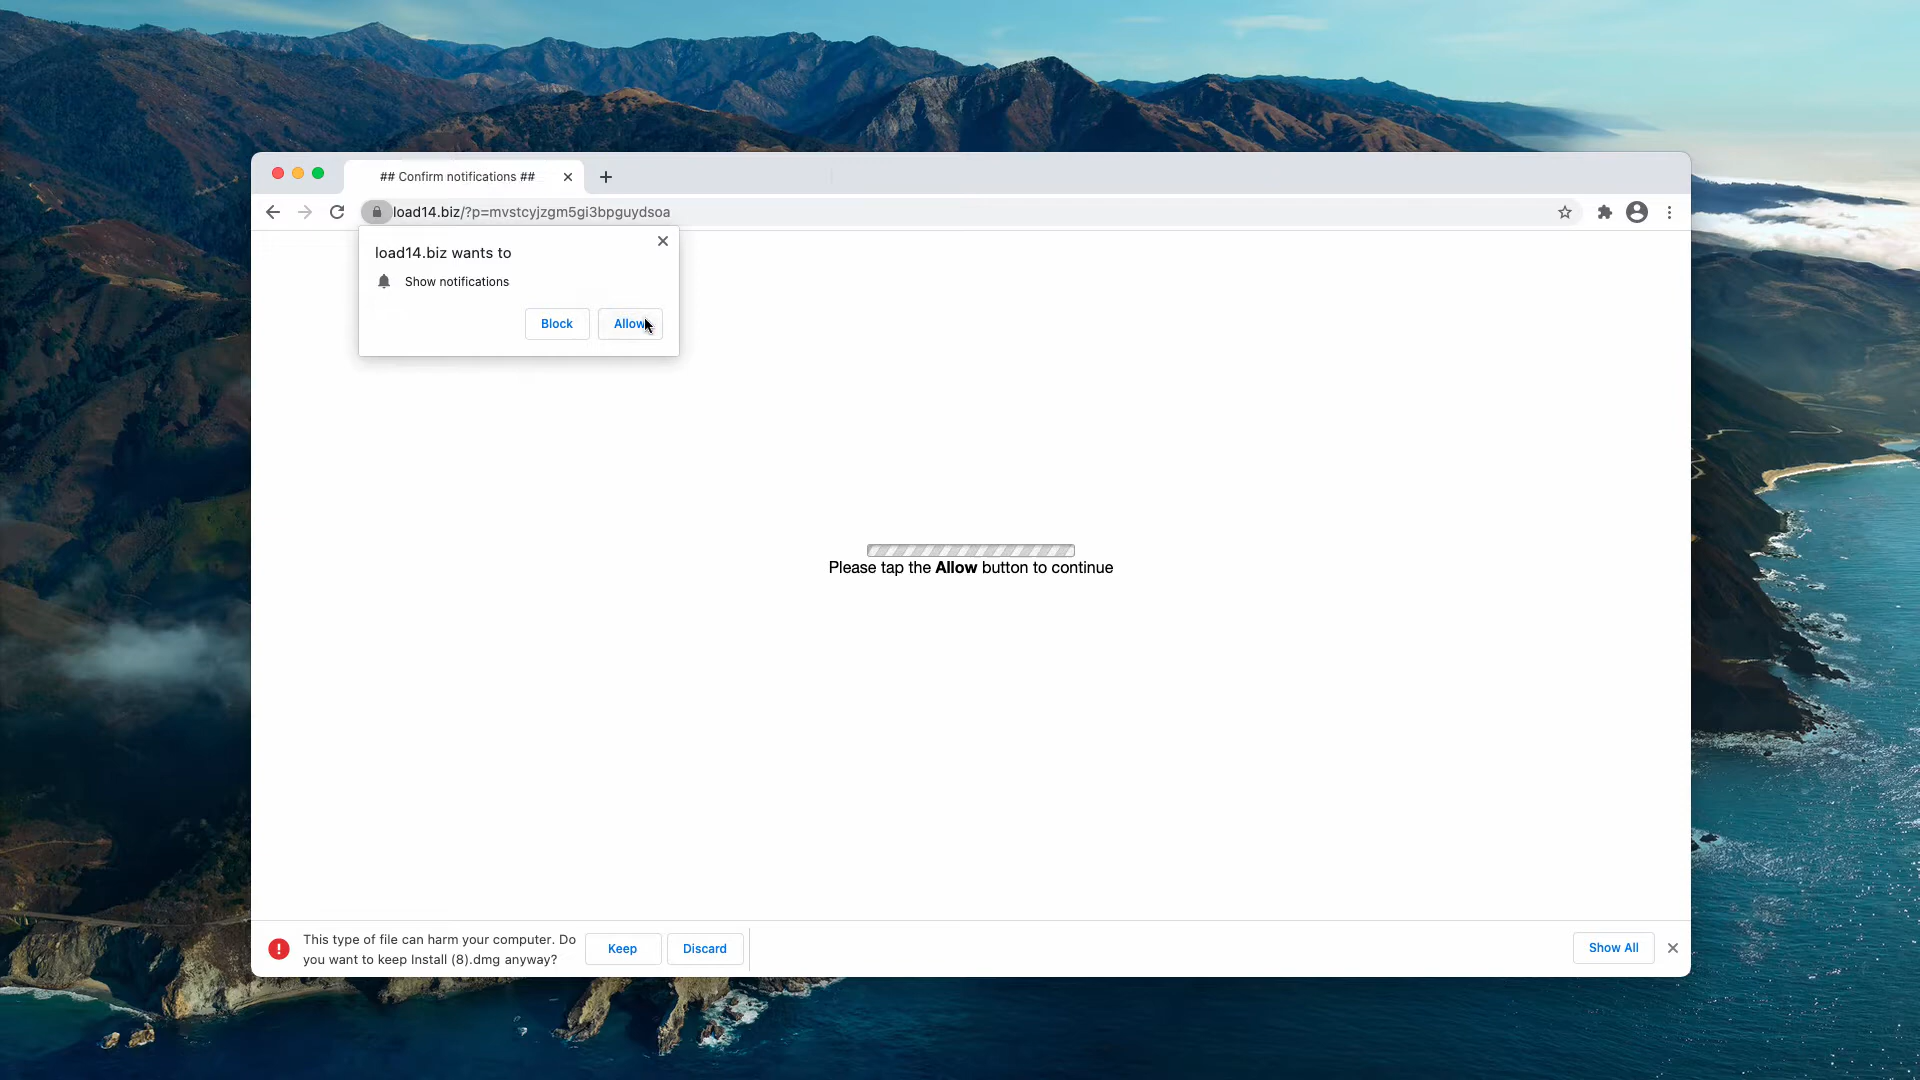 ## Confirm notifications ##
load14.biz/?p=mvstcyjzgm5gi3bpguydsoa
load14.biz wants to
Show notifications
Block
Allow
Please tap the Allow button to continue
This type of file can harm your computer. Do
you want to keep Install (8).dmg anyway?
Keep
Discard
Show All